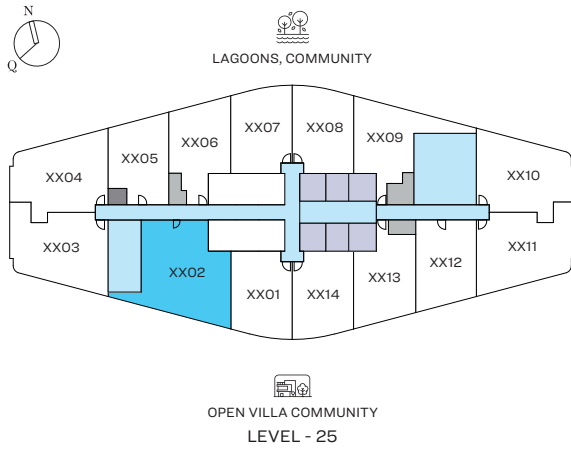 N
Q
LAGOONS, COMMUNITY
XX07
XX08
XX06
XX09
XX05
XX04
XX10
XX03
XX02
XX01
XX14
XX13
XX12
XX11
OPEN VILLA COMMUNITY
LEVEL - 25